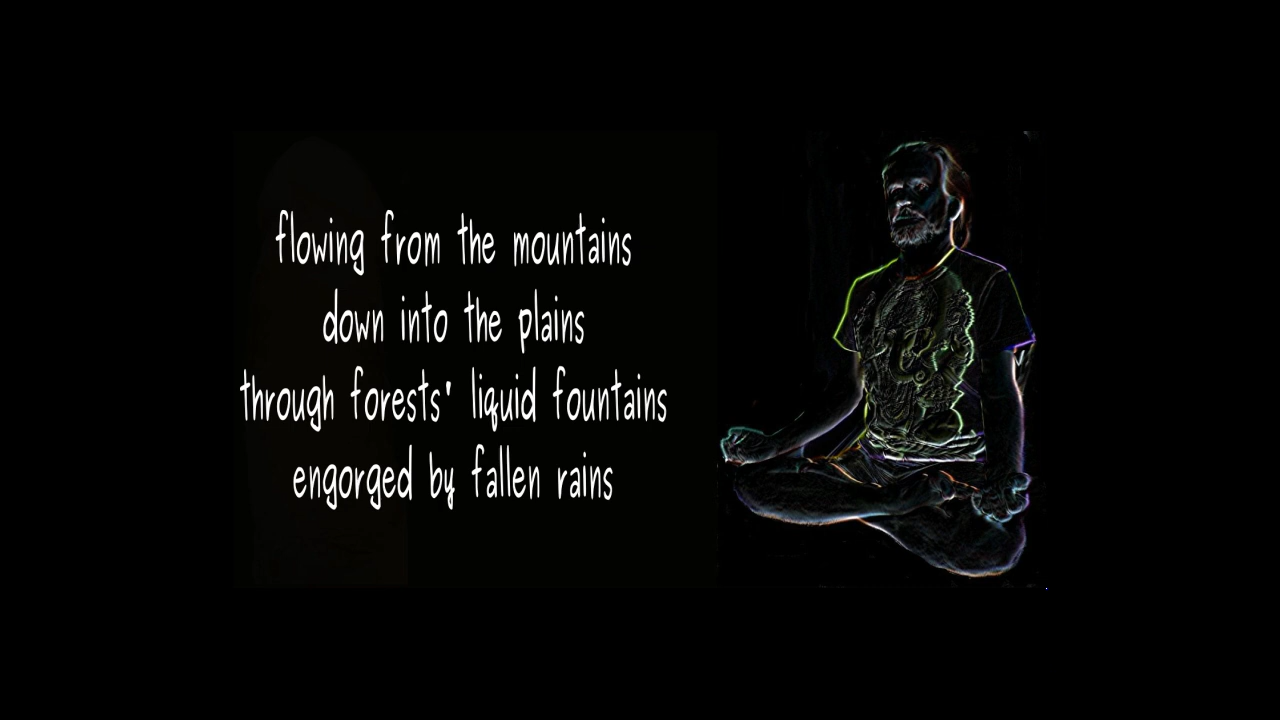 flowing from the mountains
down into the plains
through forests' liquid fountains
engorged by fallen rains